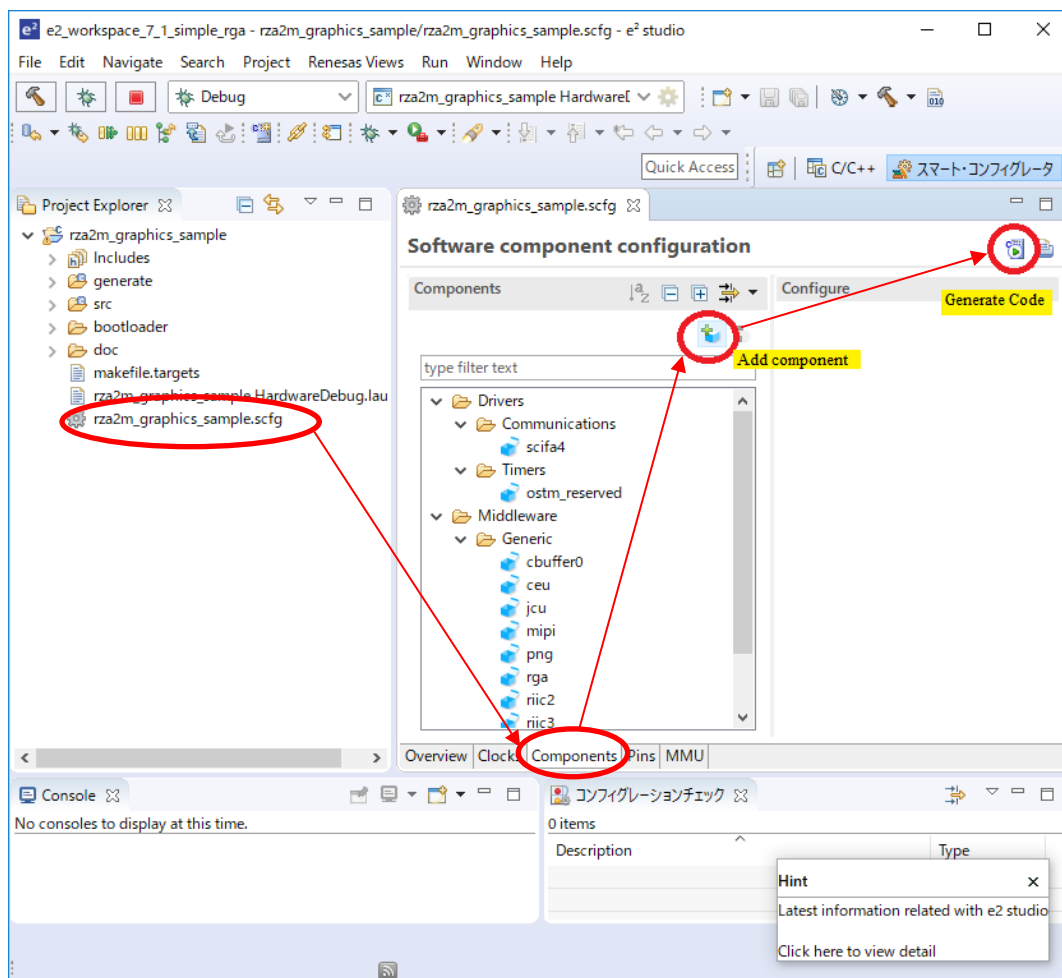 e² e2_workspace_7_1_simple_rga - rza2m_graphics_sample/rza2m_graphics_sample.scfg - e² studio
File Edit Navigate Search Project Renesas Views Run Window Help
Debug
rza2m_graphics_sample Hardware
010
Quick Access
C/C++
スマート・コンフィグレータ
Project Explorer
rza2m_graphics_sample
Includes
generate
src
bootloader
doc
makefile.targets
rza2m_graphics_sample HardwareDebug.lau
rza2m_graphics_sample.scfg
rza2m_graphics_sample.scfg
Software component configuration
Components
Configure
Generate Code
Add component
type filter text
Drivers
Communications
scifa4
Timers
ostm_reserved
Middleware
Generic
cbuffer0
ceu
jcu
mipi
png
rga
riic2
riic3
Overview Clocks Components Pins MMU
Console
No consoles to display at this time.
コンフィグレーションチェック
0 items
Description
Type
Hint
Latest information related with e2 studio
Click here to view detail